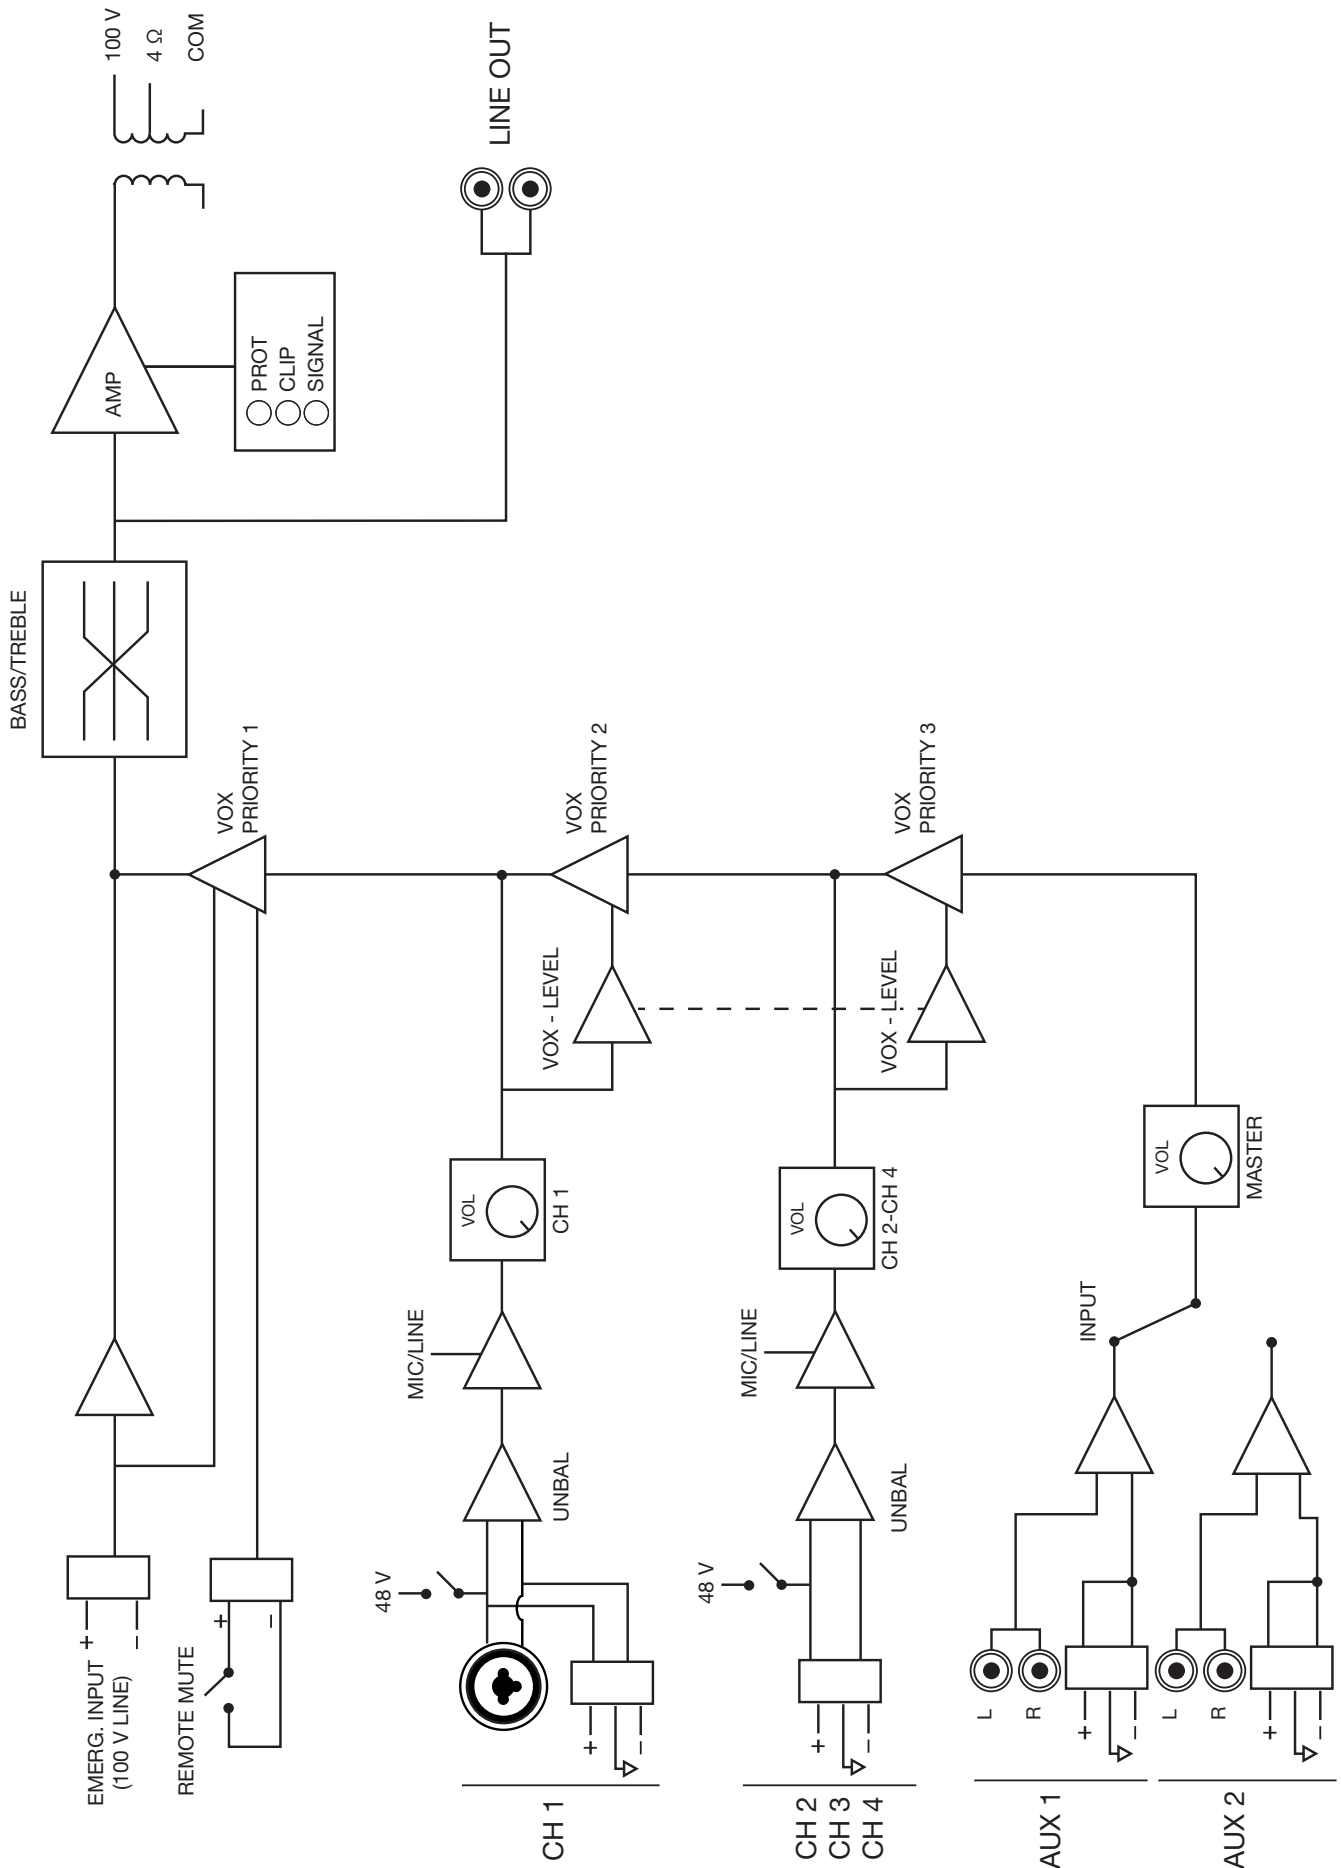 EMERG. INPUT
(100 V LINE)
+
–
REMOTE MUTE
+
–
BASS/TREBLE
AMP
100 V
4 Ω
COM
PROT
CLIP
SIGNAL
LINE OUT
VOX
PRIORITY 1
CH 1
+
–
48 V
UNBAL
MIC/LINE
VOL
CH 1
VOX - LEVEL
VOX
PRIORITY 2
CH 2
CH 3
CH 4
+
–
48 V
UNBAL
MIC/LINE
VOL
CH 2-CH 4
VOX - LEVEL
VOX
PRIORITY 3
AUX 1
L
R
+
–
INPUT
VOL
MASTER
AUX 2
L
R
+
–